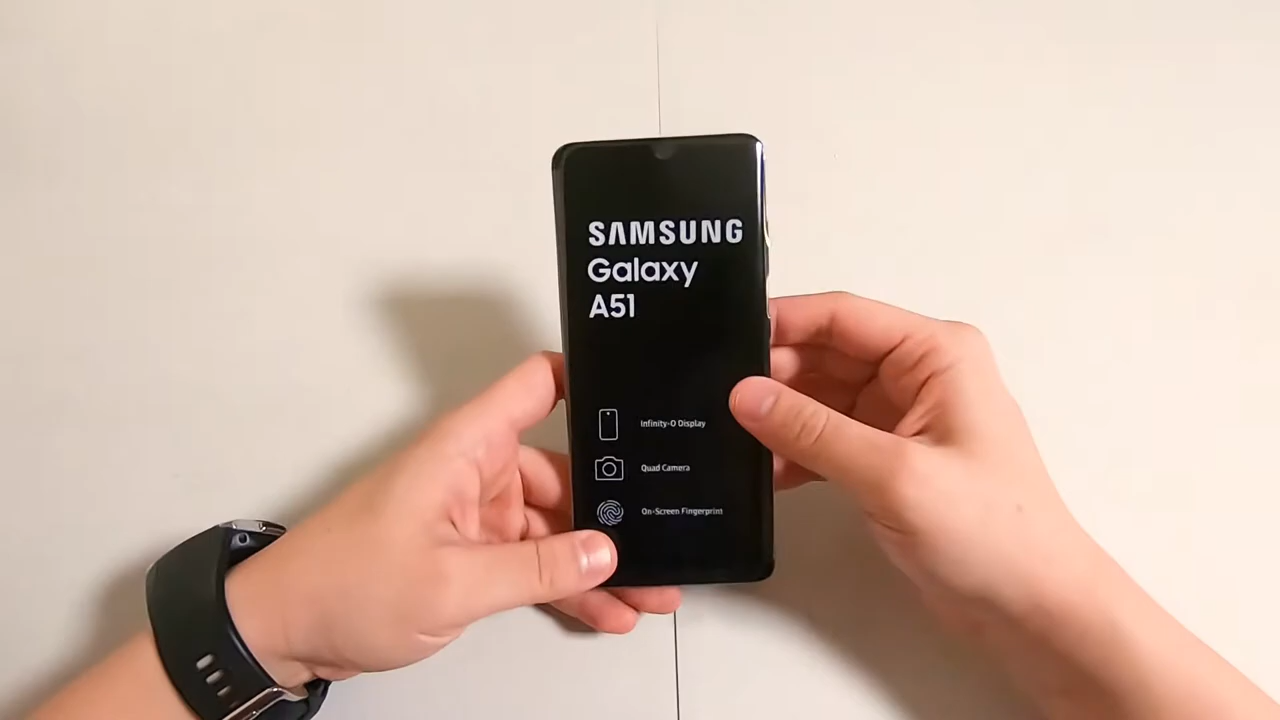 SAMSUNG
Galaxy
A51
Infinity-O Display
Quad Camera
On-Screen Fingerprint